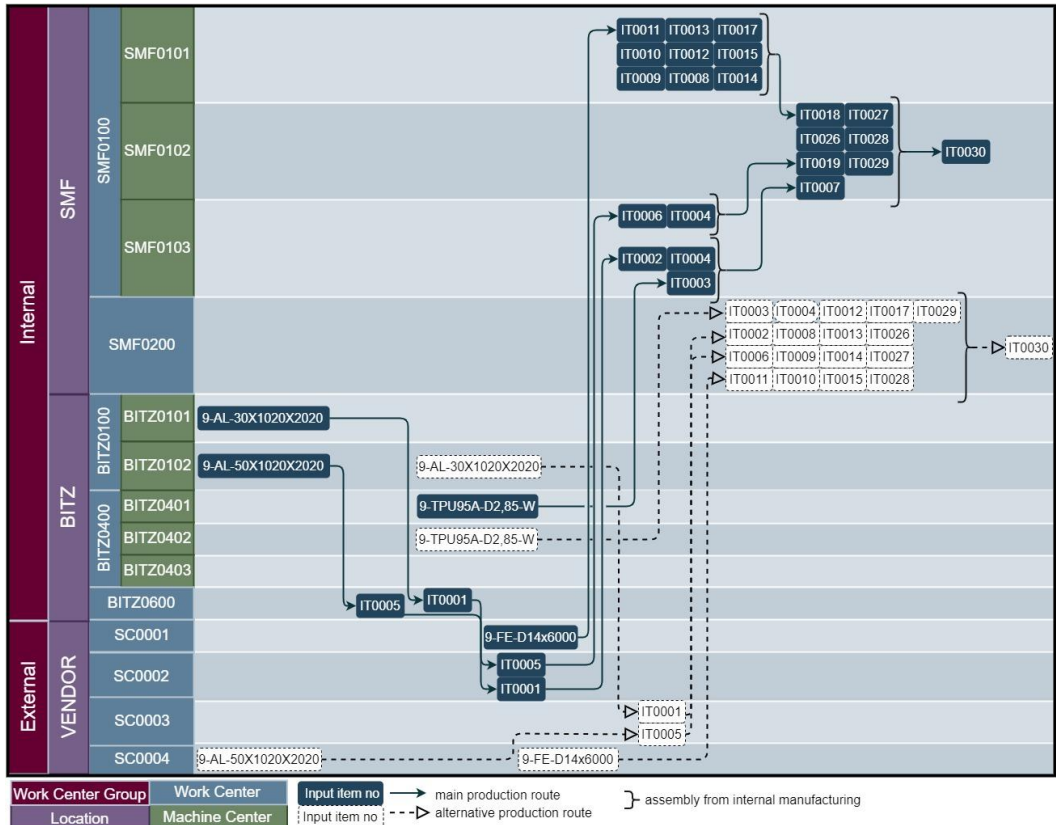 Internal
External
SMF
BITZ
VENDOR
SMF0100
SMF0101
IT0011 IT0013 IT0017
IT0010 IT0012 IT0015
IT0009 IT0008 IT0014
SMF0102
IT0018 IT0027
IT0026 IT0028
IT0019 IT0029
IT0007
IT0030
SMF0103
IT0006 IT0004
IT0002 IT0004
IT0003
SMF0200
IT0003 IT0004 IT0012 IT0017 IT0029
IT0002 IT0008 IT0013 IT0026
IT0006 IT0009 IT0014 IT0027
IT0011 IT0010 IT0015 IT0028
IT0030
BITZ0100
BITZ0101
9-AL-30X1020X2020
BITZ0102
9-AL-50X1020X2020
9-AL-30X1020X2020
BITZ0400
BITZ0401
9-TPU95A-D2,85-W
BITZ0402
9-TPU95A-D2,85-W
BITZ0403
BITZ0600
IT0005
IT0001
SC0001
9-FE-D14x6000
SC0002
IT0005
IT0001
SC0003
IT0001
IT0005
SC0004
9-AL-50X1020X2020
9-FE-D14x6000
Work Center Group
Work Center
Location
Machine Center
Input item no
main production route
Input item no
alternative production route
assembly from internal manufacturing